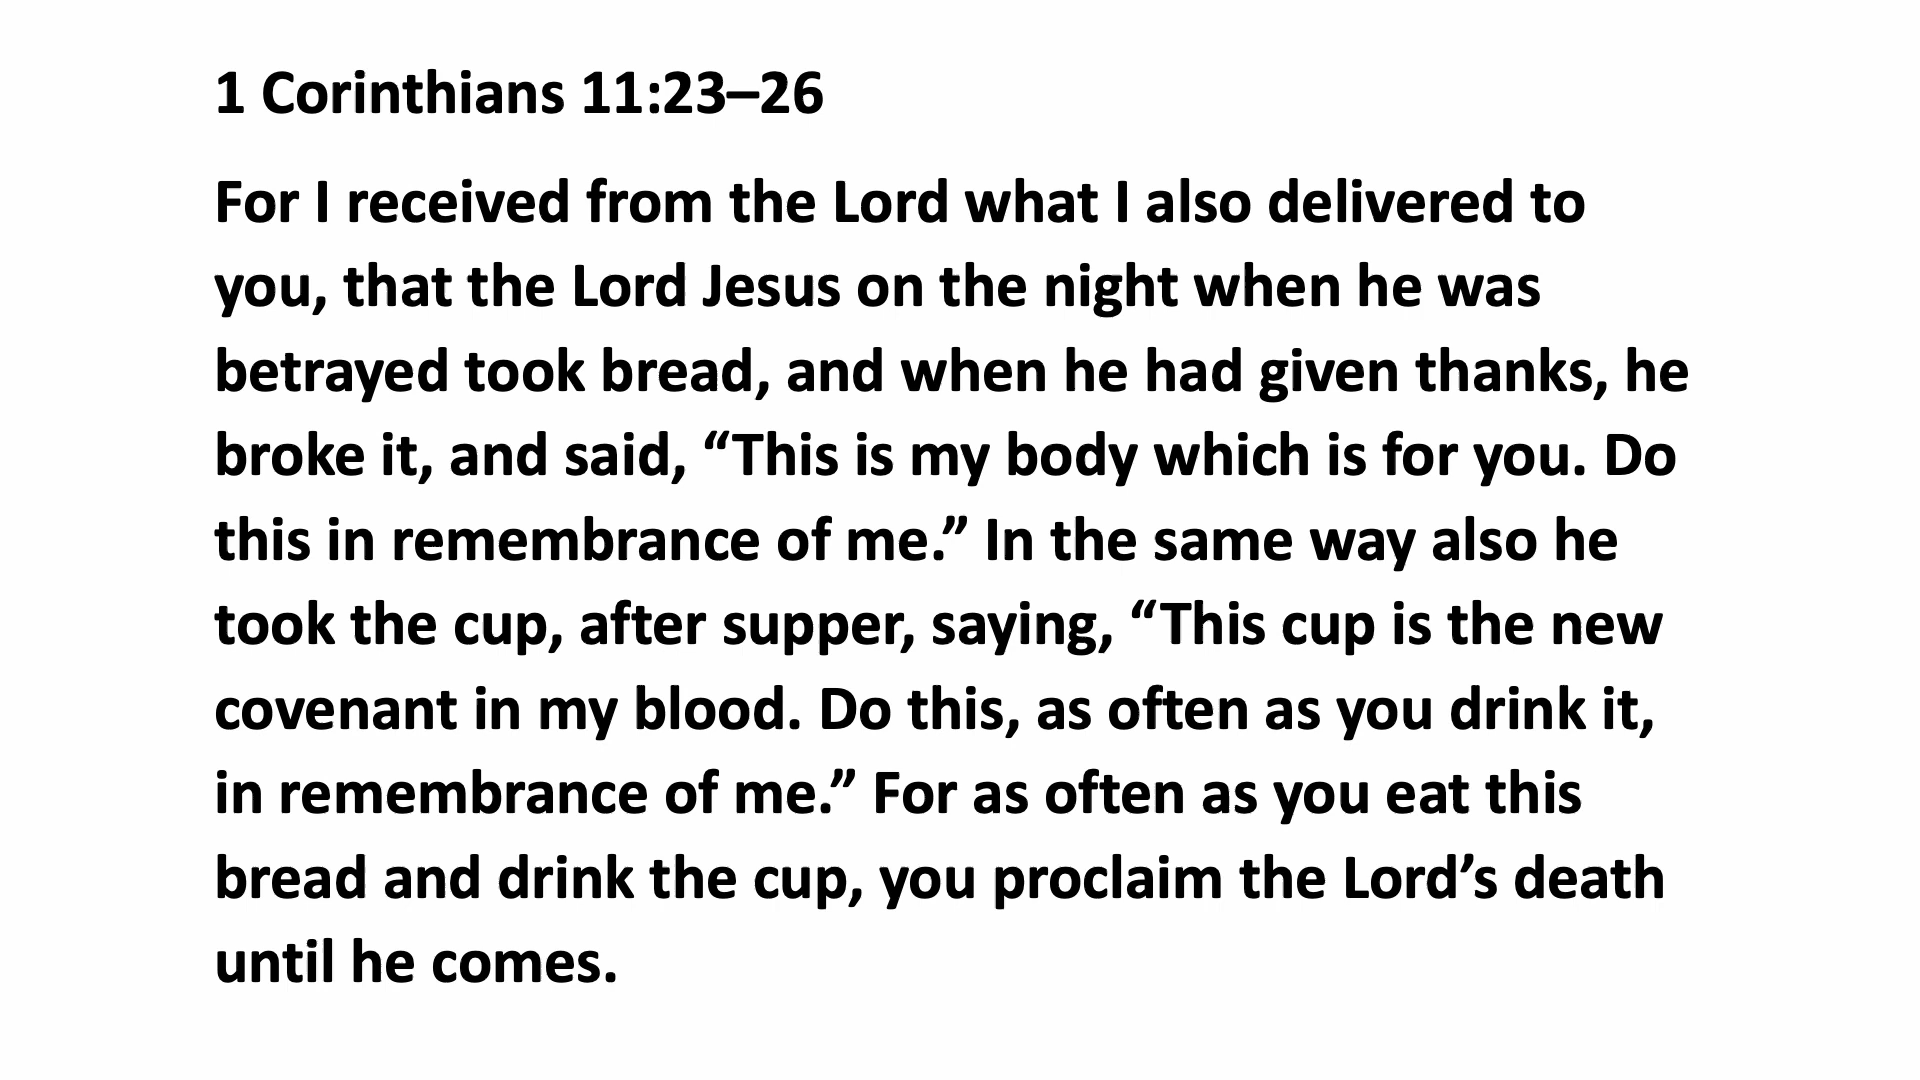 1 Corinthians 11:23–26
For I received from the Lord what I also delivered to
you, that the Lord Jesus on the night when he was
betrayed took bread, and when he had given thanks, he
broke it, and said, “This is my body which is for you. Do
this in remembrance of me.” In the same way also he
took the cup, after supper, saying, “This cup is the new
covenant in my blood. Do this, as often as you drink it,
in remembrance of me.” For as often as you eat this
bread and drink the cup, you proclaim the Lord’s death
until he comes.